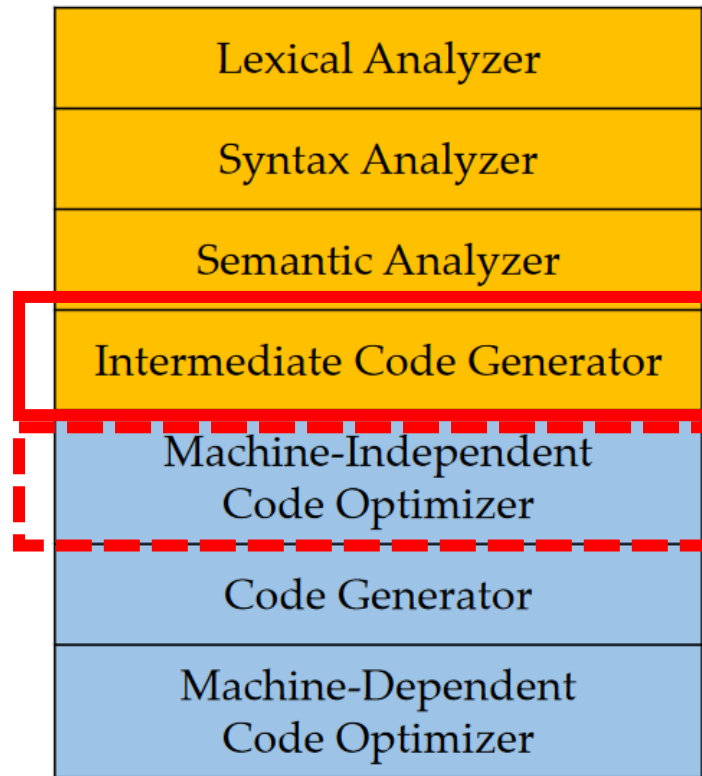 Lexical Analyzer
Syntax Analyzer
Semantic Analyzer
Intermediate Code Generator
Machine-Independent
Code Optimizer
Code Generator
Machine-Dependent
Code Optimizer